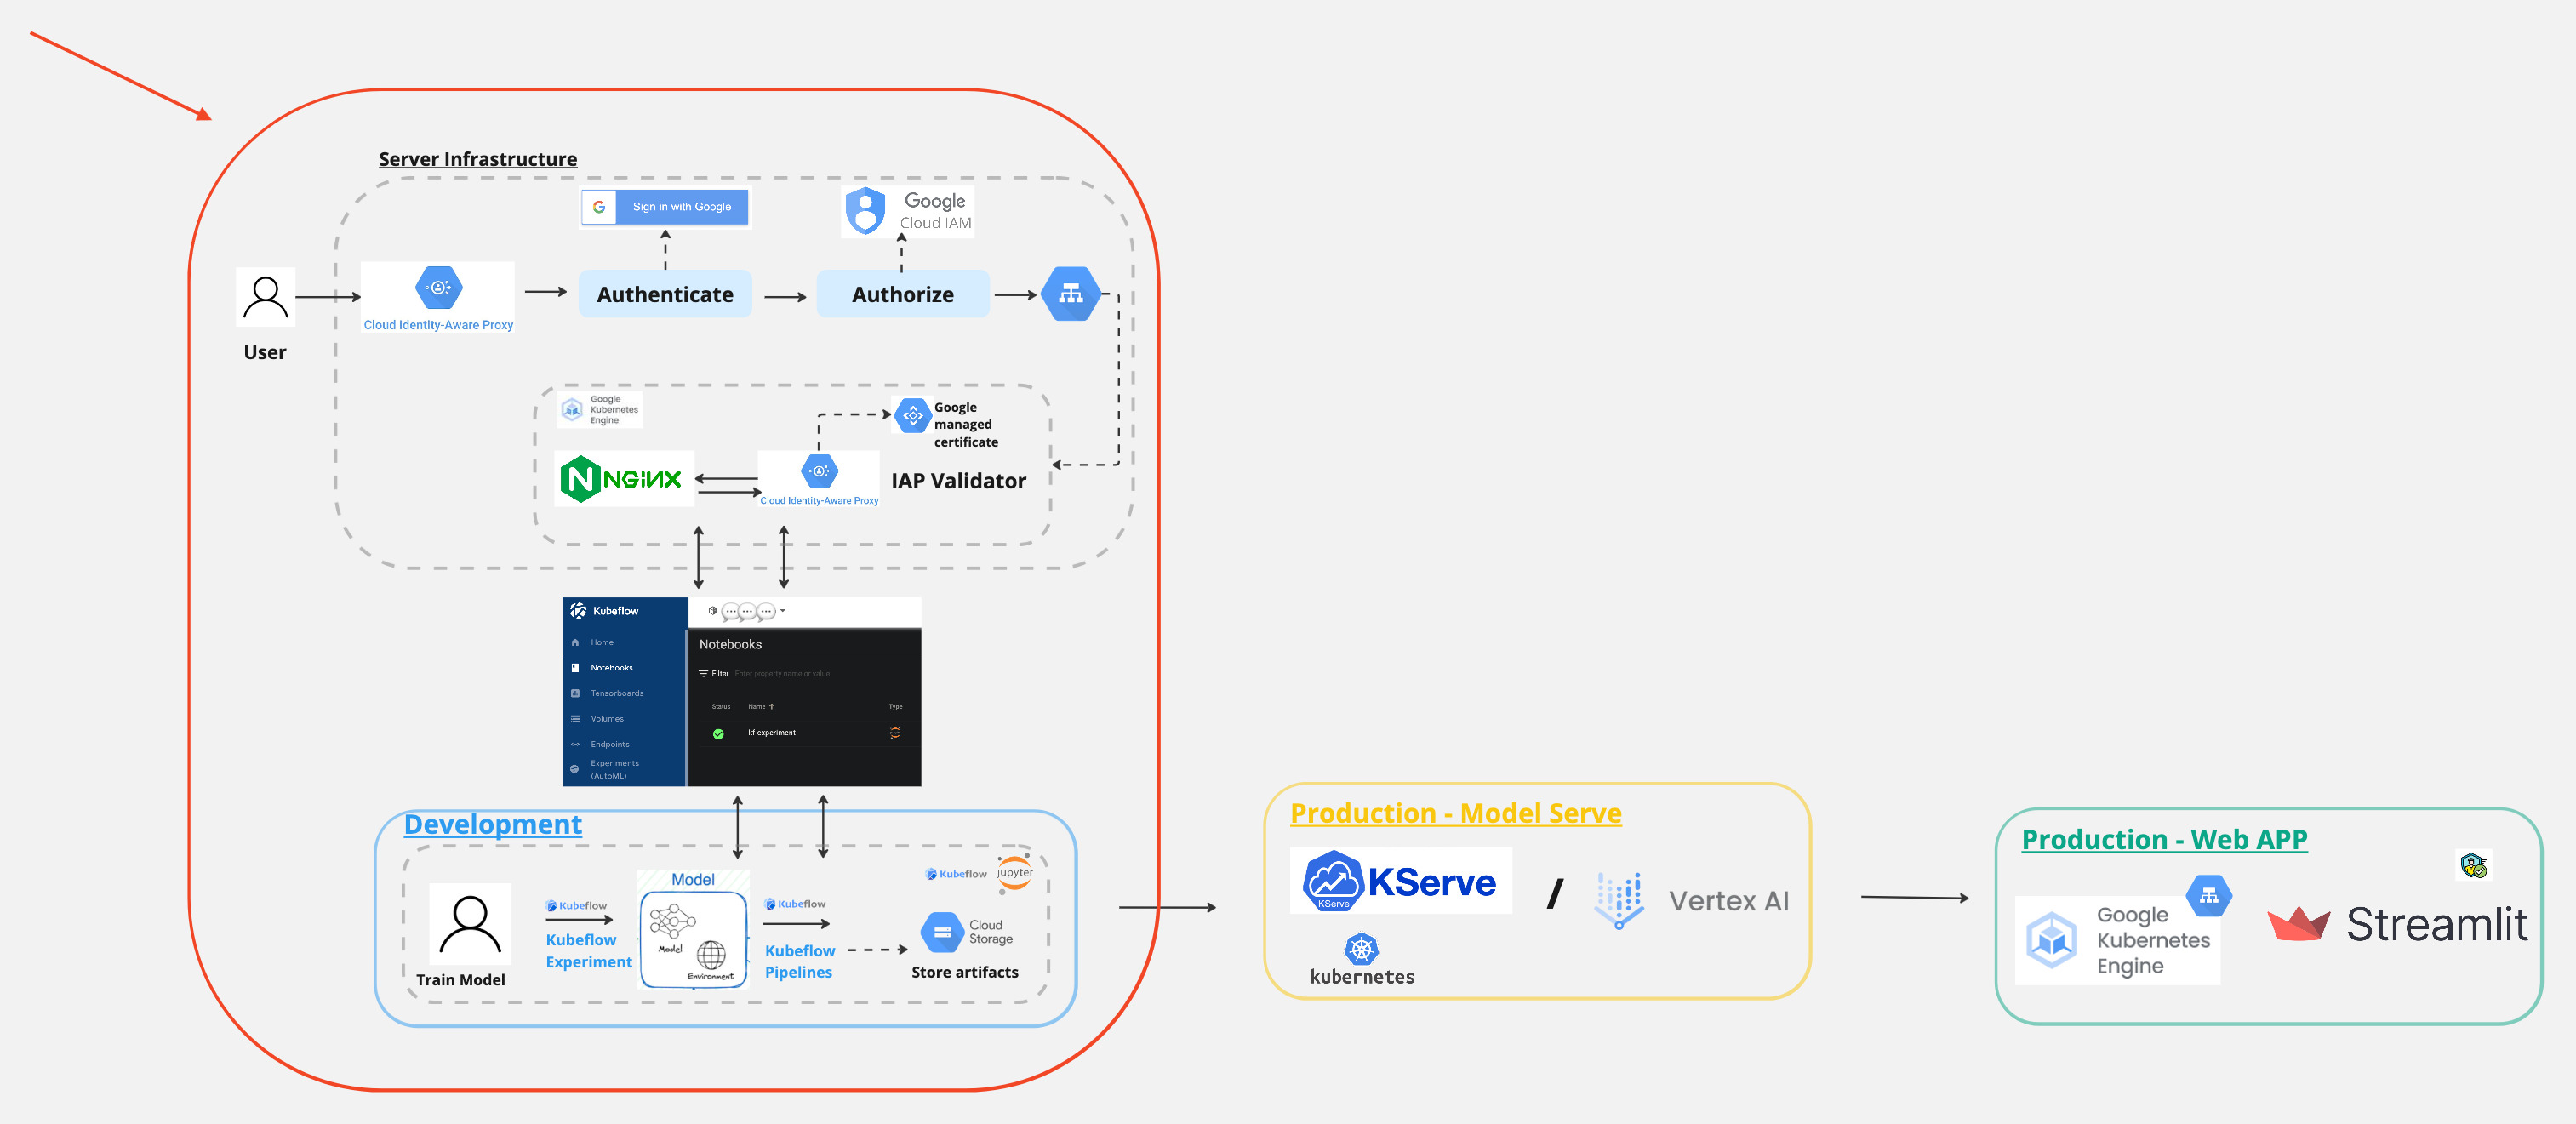 Server Infrastructure
Sign in with Google
Google
Cloud IAM
User
Cloud Identity-Aware Proxy
Authenticate
Authorize
Google
Kubernetes
Engine
Google
managed
certificate
NGINX
Cloud Identity-Aware Proxy
IAP Validator
Kubeflow
Home
Notebooks
Tensorboards
Volumes
Endpoints
Experiments
(AutoML)
Notebooks
Filter Enter property name or value
Status Name Type
kf-experiment
Development
Train Model
Kubeflow
Kubeflow
Experiment
Model
Model
Environment
Kubeflow
Kubeflow
Pipelines
Kubeflow
jupyter
Cloud
Storage
Store artifacts
Production - Model Serve
KServe
KServe
/
Vertex AI
kubernetes
Production - Web APP
Google
Kubernetes
Engine
Streamlit